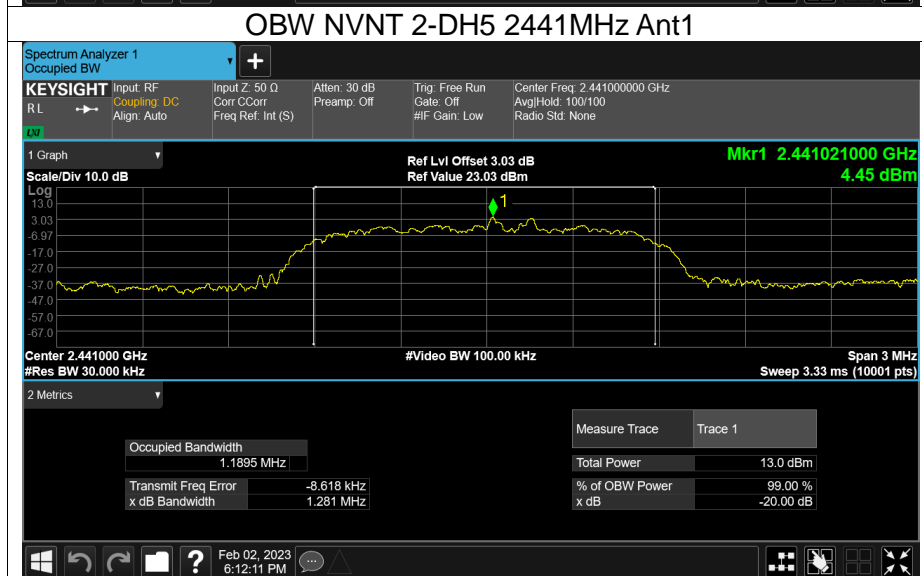 OBW NVNT 2-DH5 2441MHz Ant1
Spectrum Analyzer 1
Occupied BW
+
KEYSIGHT
R L
LXI
Input: RF
Coupling: DC
Align: Auto
Input Z: 50 Ω
Corr CCorr
Freq Ref: Int (S)
Atten: 30 dB
Preamp: Off
Trig: Free Run
Gate: Off
#IF Gain: Low
Center Freq: 2.441000000 GHz
Avg|Hold: 100/100
Radio Std: None
1 Graph
Scale/Div 10.0 dB
Ref Lvl Offset 3.03 dB
Ref Value 23.03 dBm
Mkr1 2.441021000 GHz
4.45 dBm
Log
13.0
3.03
-6.97
-17.0
-27.0
-37.0
-47.0
-57.0
-67.0
1
Center 2.441000 GHz
#Res BW 30.000 kHz
#Video BW 100.00 kHz
Span 3 MHz
Sweep 3.33 ms (10001 pts)
2 Metrics
Occupied Bandwidth
1.1895 MHz
Transmit Freq Error -8.618 kHz
x dB Bandwidth 1.281 MHz
Measure Trace Trace 1
Total Power 13.0 dBm
% of OBW Power 99.00 %
x dB -20.00 dB
?
Feb 02, 2023
6:12:11 PM